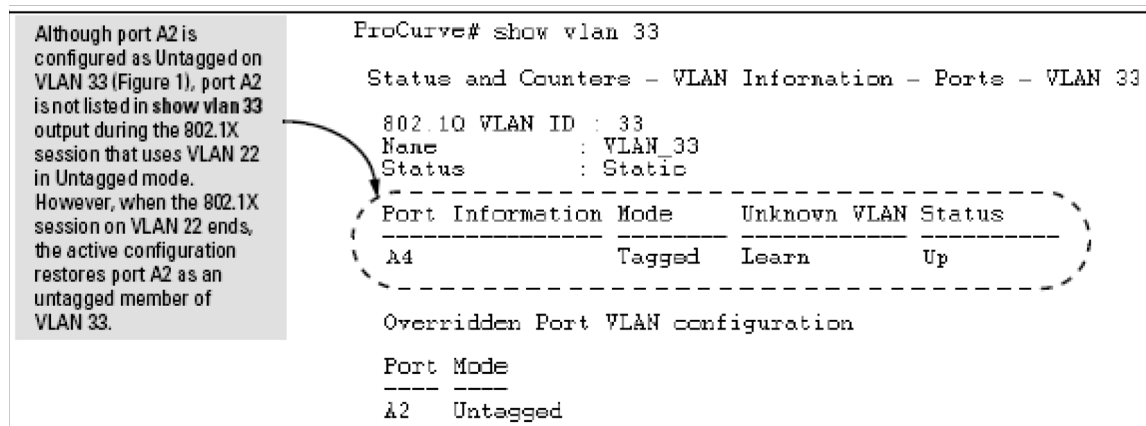 Although port A2 is
configured as Untagged on
VLAN 33 (Figure 1), port A2
is not listed in show vlan 33
output during the 802.1X
session that uses VLAN 22
in Untagged mode.
However, when the 802.1X
session on VLAN 22 ends,
the active configuration
restores port A2 as an
untagged member of
VLAN 33.
ProCurve# show vlan 33
Status and Counters - VLAN Information - Ports - VLAN 33
802.1Q VLAN ID : 33
Name : VLAN_33
Status : Static
Port Information Mode Unknown VLAN Status
---------------- -------- ------------ ----------
A4 Tagged Learn Up
Overridden Port VLAN configuration
Port Mode
---- ----
A2 Untagged